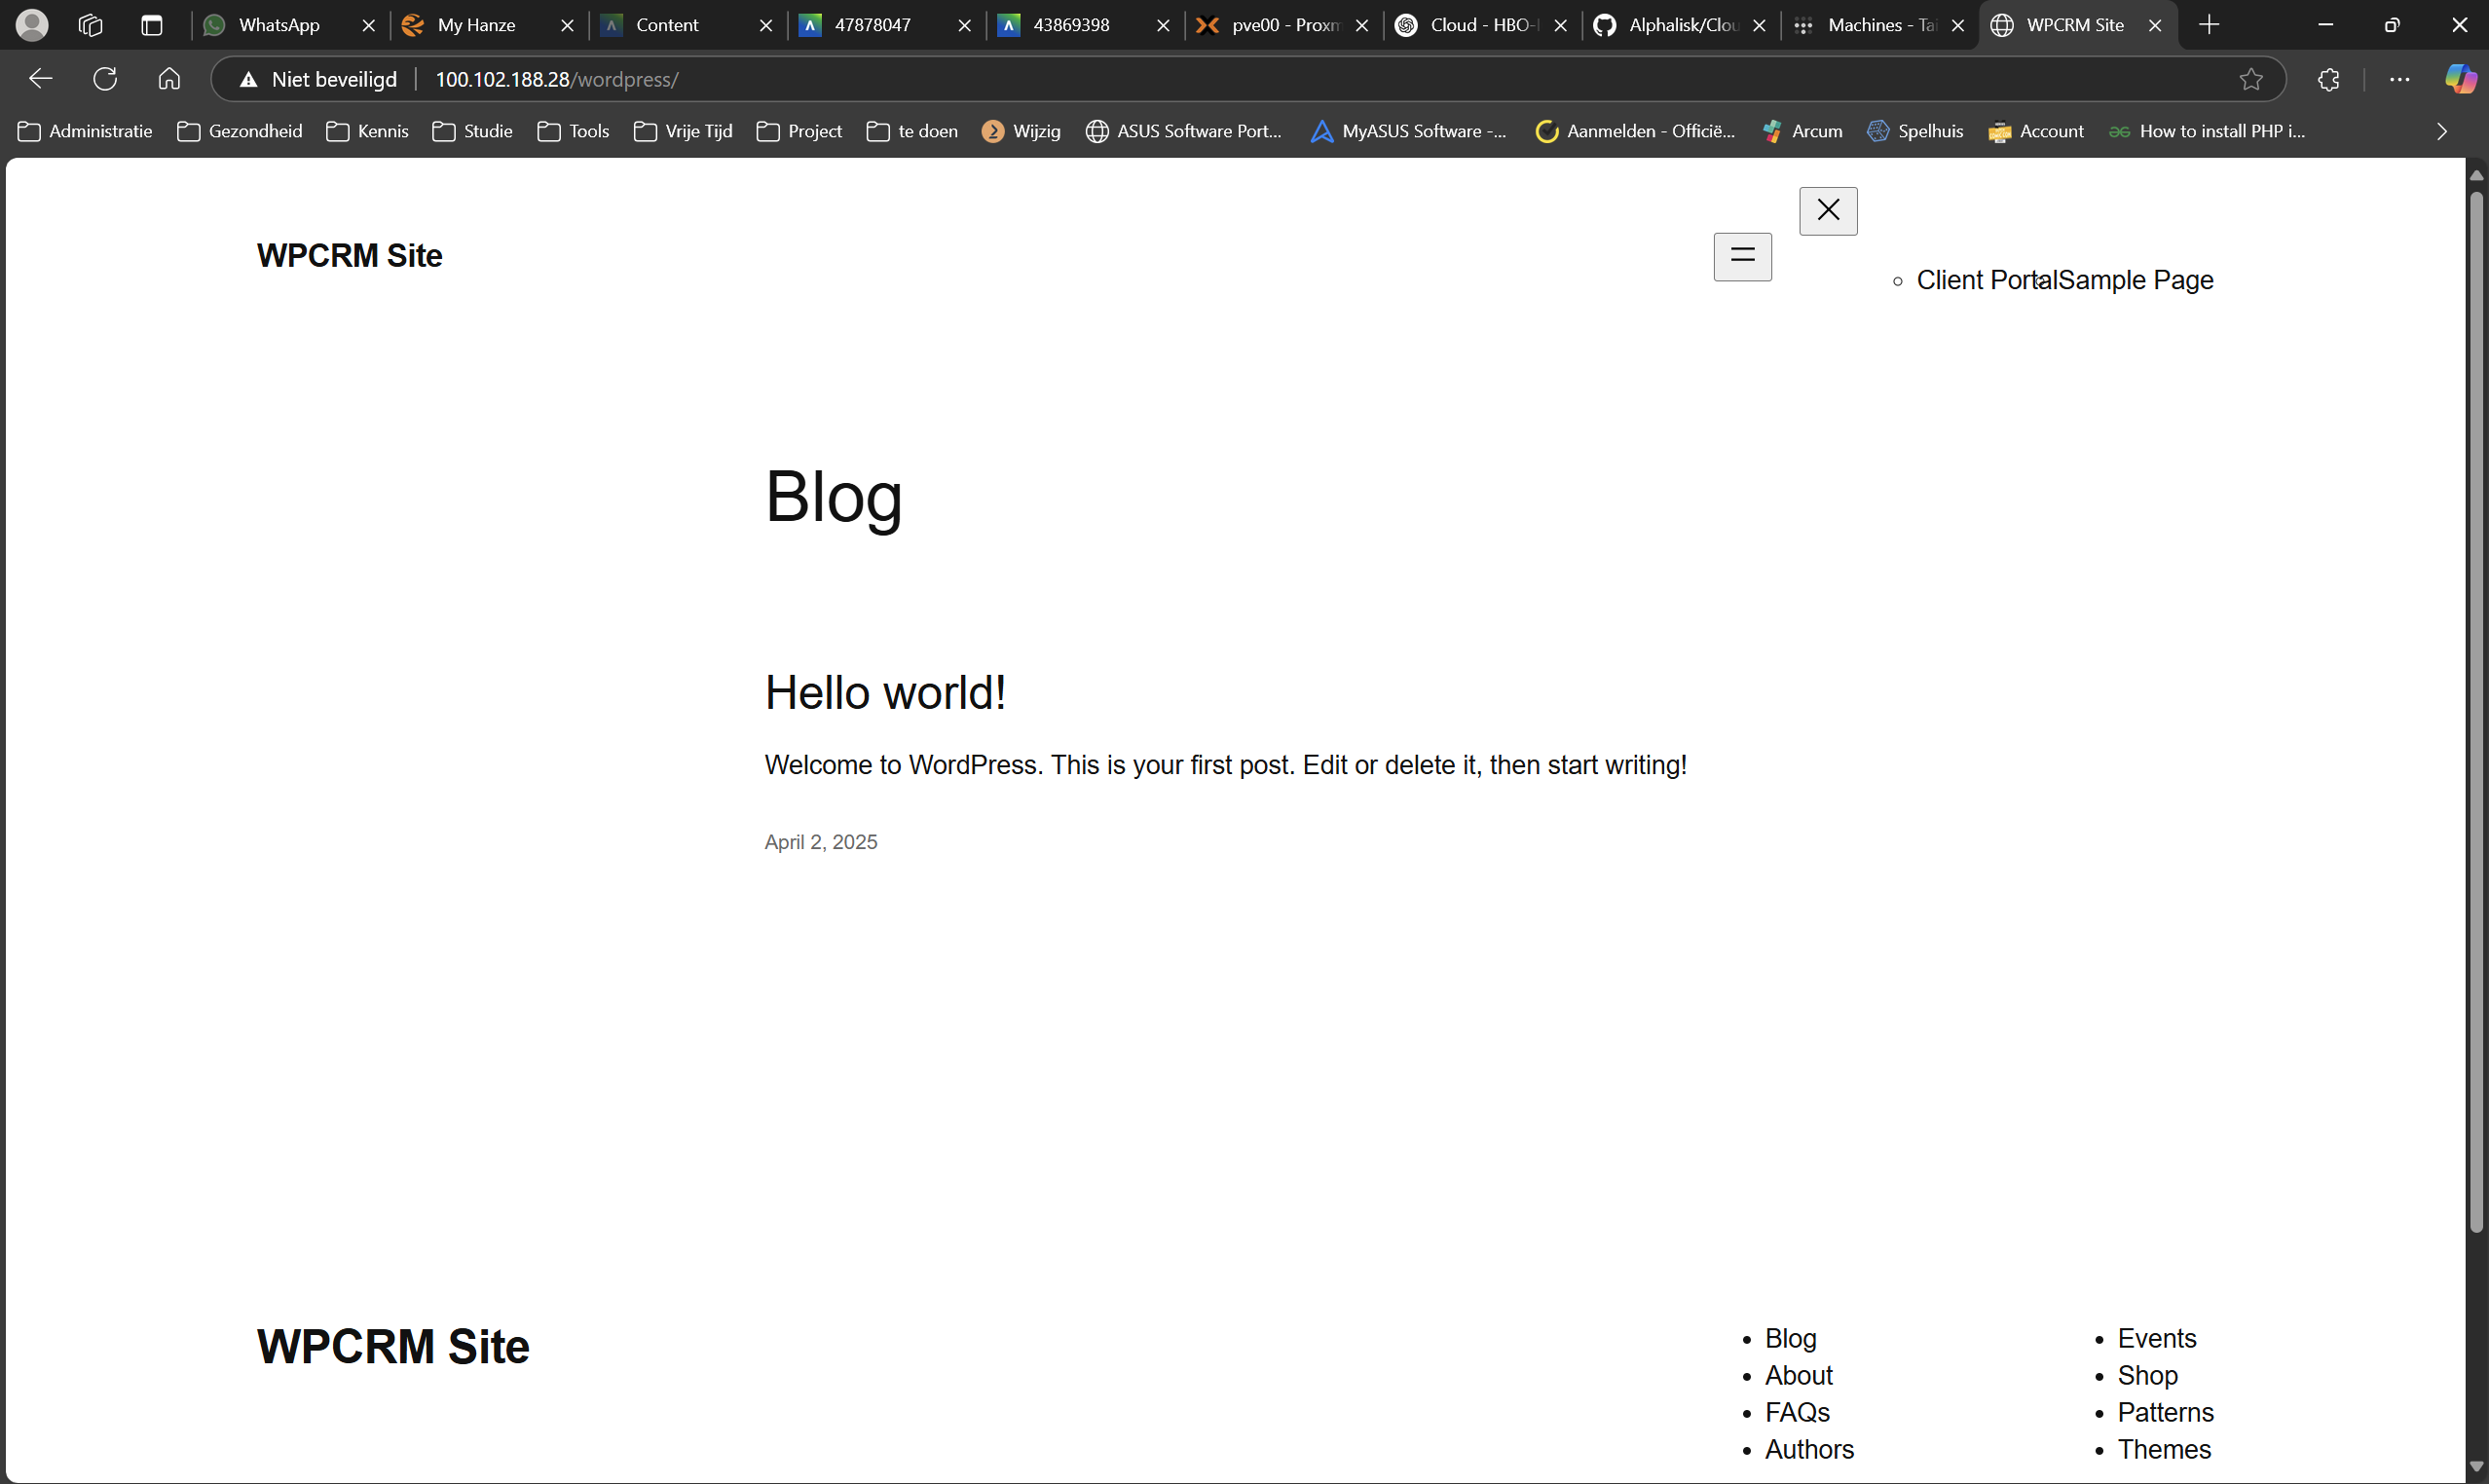 WhatsApp
My Hanze
Content
47878047
43869398
pve00 - Proxm
Cloud - HBO-I
Alphalisk/Clou
Machines - Tai
WPCRM Site
Niet beveiligd
100.102.188.28/wordpress/
Administratie
Gezondheid
Kennis
Studie
Tools
Vrije Tijd
Project
te doen
Wijzig
ASUS Software Port...
MyASUS Software -...
Aanmelden - Officië...
Arcum
Spelhuis
Account
How to install PHP i...
WPCRM Site
Client Portal
Sample Page
Blog
Hello world!
Welcome to WordPress. This is your first post. Edit or delete it, then start writing!
April 2, 2025
WPCRM Site
Blog
About
FAQs
Authors
Events
Shop
Patterns
Themes